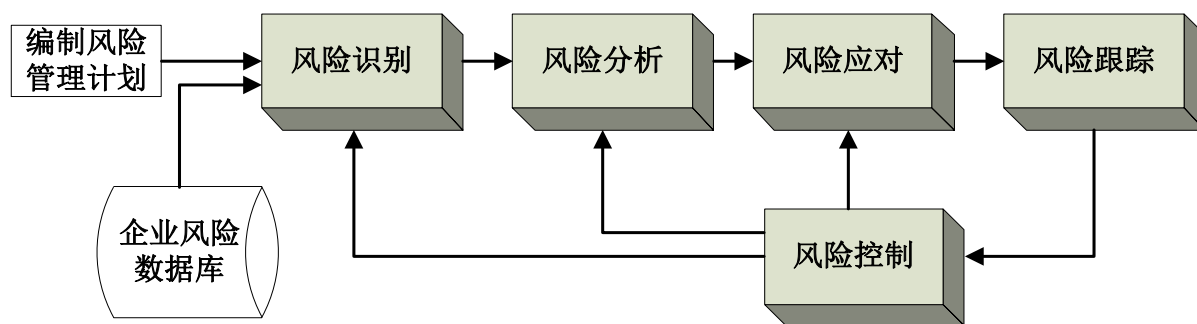 编制风险
管理计划
风险识别
风险分析
风险应对
风险跟踪
企业风险
数据库
风险控制